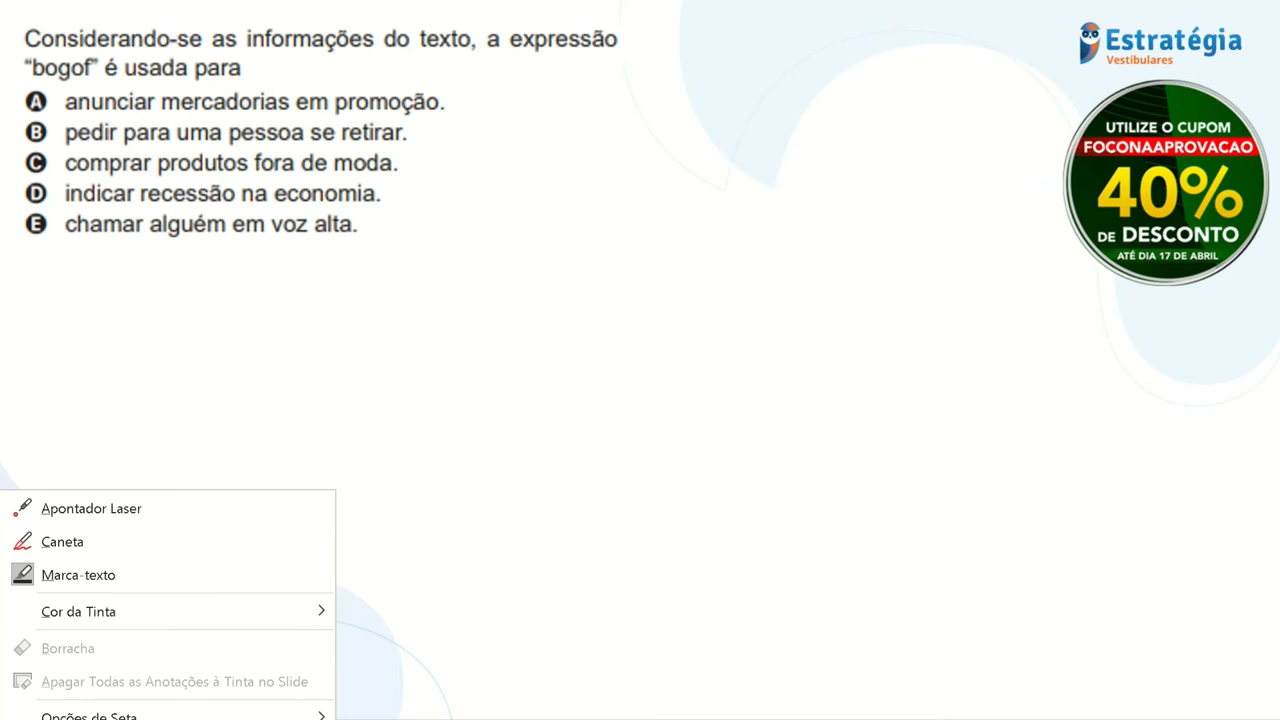 Considerando-se as informações do texto, a expressão
“bogof” é usada para
A anunciar mercadorias em promoção.
B pedir para uma pessoa se retirar.
C comprar produtos fora de moda.
D indicar recessão na economia.
E chamar alguém em voz alta.
Estratégia
Vestibulares
UTILIZE O CUPOM
FOCONAAPROVACAO
40%
DE DESCONTO
ATÉ DIA 17 DE ABRIL
Apontador Laser
Caneta
Marca-texto
Cor da Tinta
Borracha
Apagar Todas as Anotações à Tinta no Slide
Opções de Seta